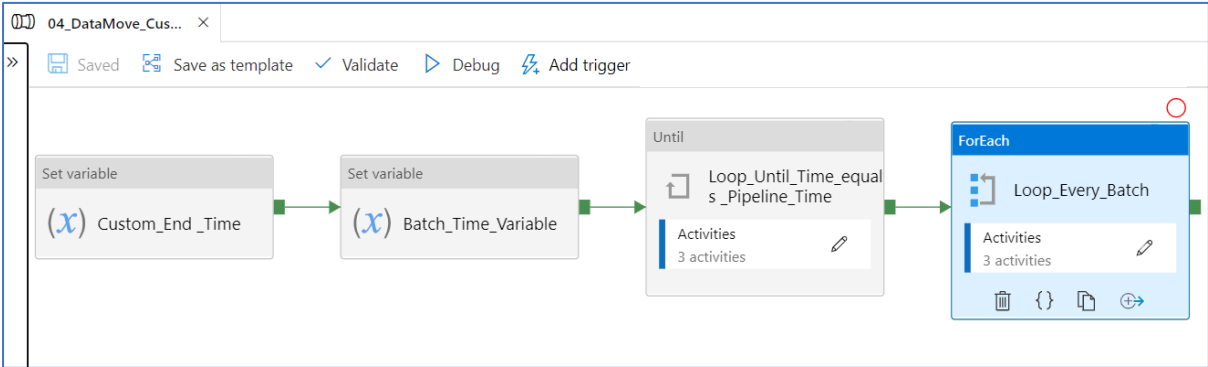 04_DataMove_Cus...
Saved
Save as template
Validate
Debug
Add trigger
Set variable
(x) Custom_End _Time
Set variable
(x) Batch_Time_Variable
Until
Loop_Until_Time_equal
s _Pipeline_Time
Activities
3 activities
ForEach
Loop_Every_Batch
Activities
3 activities